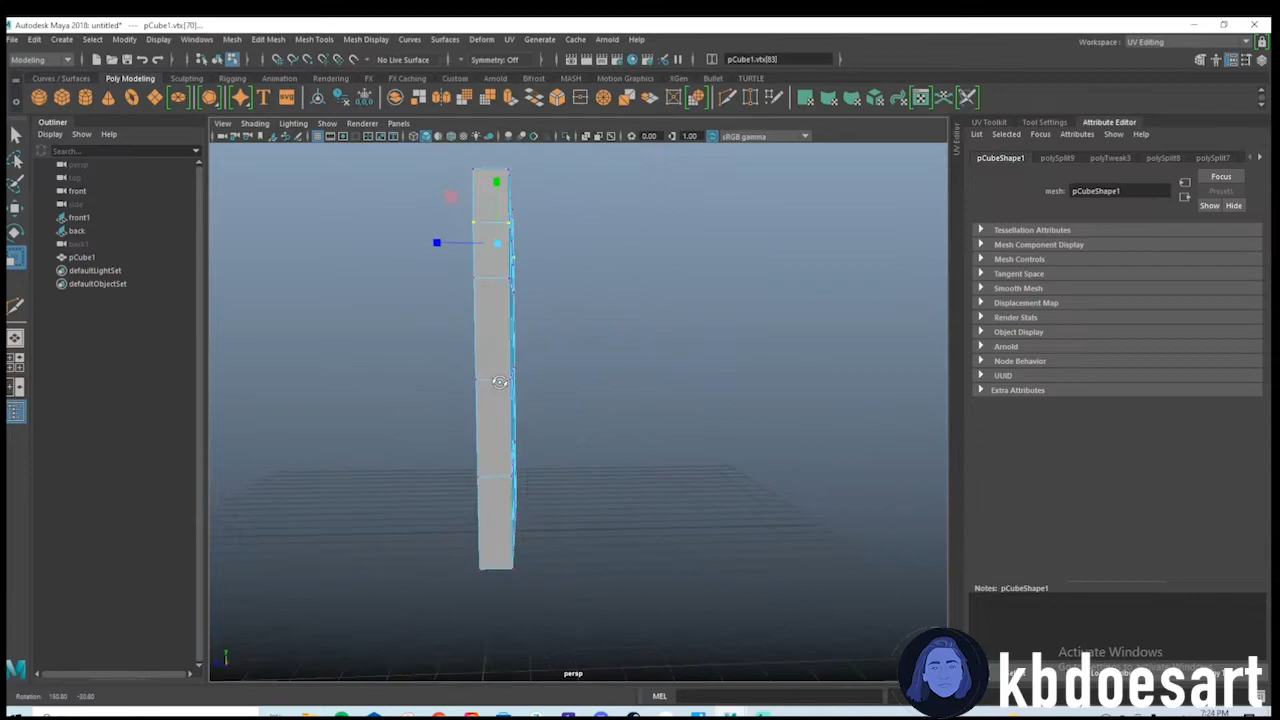 Autodesk Maya 2018: untitled* --- pCube1.vtx[70]...
File Edit Create Select Modify Display Windows Mesh Edit Mesh Mesh Tools Mesh Display Curves Surfaces Deform UV Generate Cache Arnold Help
Workspace : UV Editing
Modeling No Live Surface Symmetry: Off pCube1.vtx[83]
Curves / Surfaces Poly Modeling Sculpting Rigging Animation Rendering FX FX Caching Custom Arnold Bifrost MASH Motion Graphics XGen Bullet TURTLE
Outliner
Display Show Help
Search...
persp
top
front
side
front1
back
back1
pCube1
defaultLightSet
defaultObjectSet
View Shading Lighting Show Renderer Panels
0.00 1.00 sRGB gamma
persp
UV Editor
UV Toolkit Tool Settings Attribute Editor
List Selected Focus Attributes Show Help
pCubeShape1 polySplit9 polyTweak3 polySplit8 polySplit7
mesh: pCubeShape1
Focus
Presets
Show Hide
Tessellation Attributes
Mesh Component Display
Mesh Controls
Tangent Space
Smooth Mesh
Displacement Map
Render Stats
Object Display
Arnold
Node Behavior
UUID
Extra Attributes
Notes: pCubeShape1
Activate Windows
kbdoesart
MEL
7:24 PM